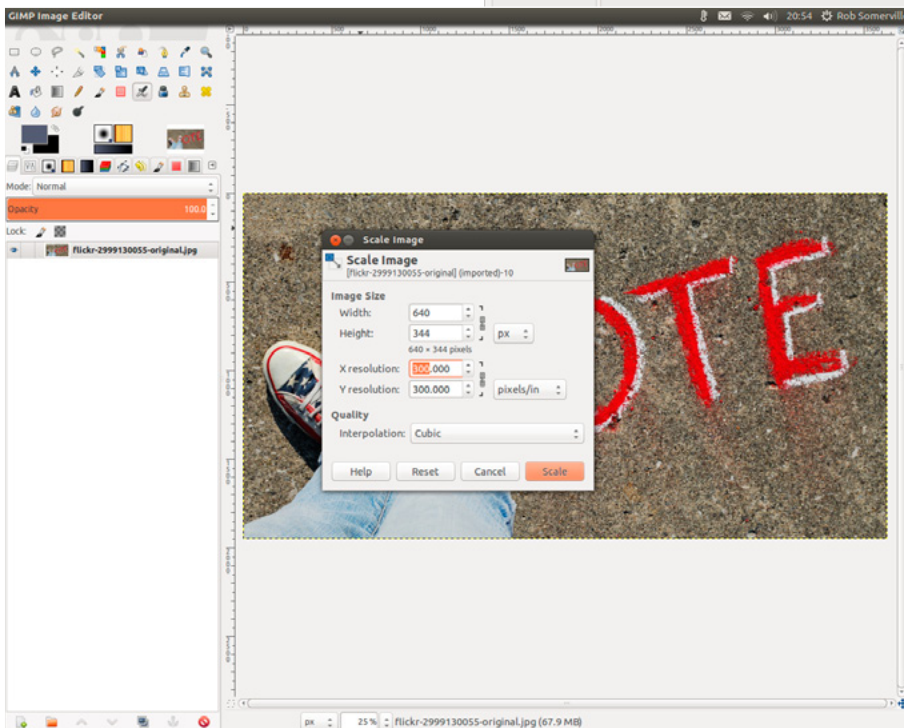 GIMP Image Editor
20:54 Rob Somerville
Mode: Normal
Opacity 100.0
Lock:
flickr-2999130055-original.jpg
Scale Image
Scale Image
[flickr-2999130055-original] (imported)-10
Image Size
Width: 640
Height: 344 px
640 × 344 pixels
X resolution: 300.000
Y resolution: 300.000 pixels/in
Quality
Interpolation: Cubic
Help Reset Cancel Scale
OTE
px 25 % flickr-2999130055-original.jpg (67.9 MB)